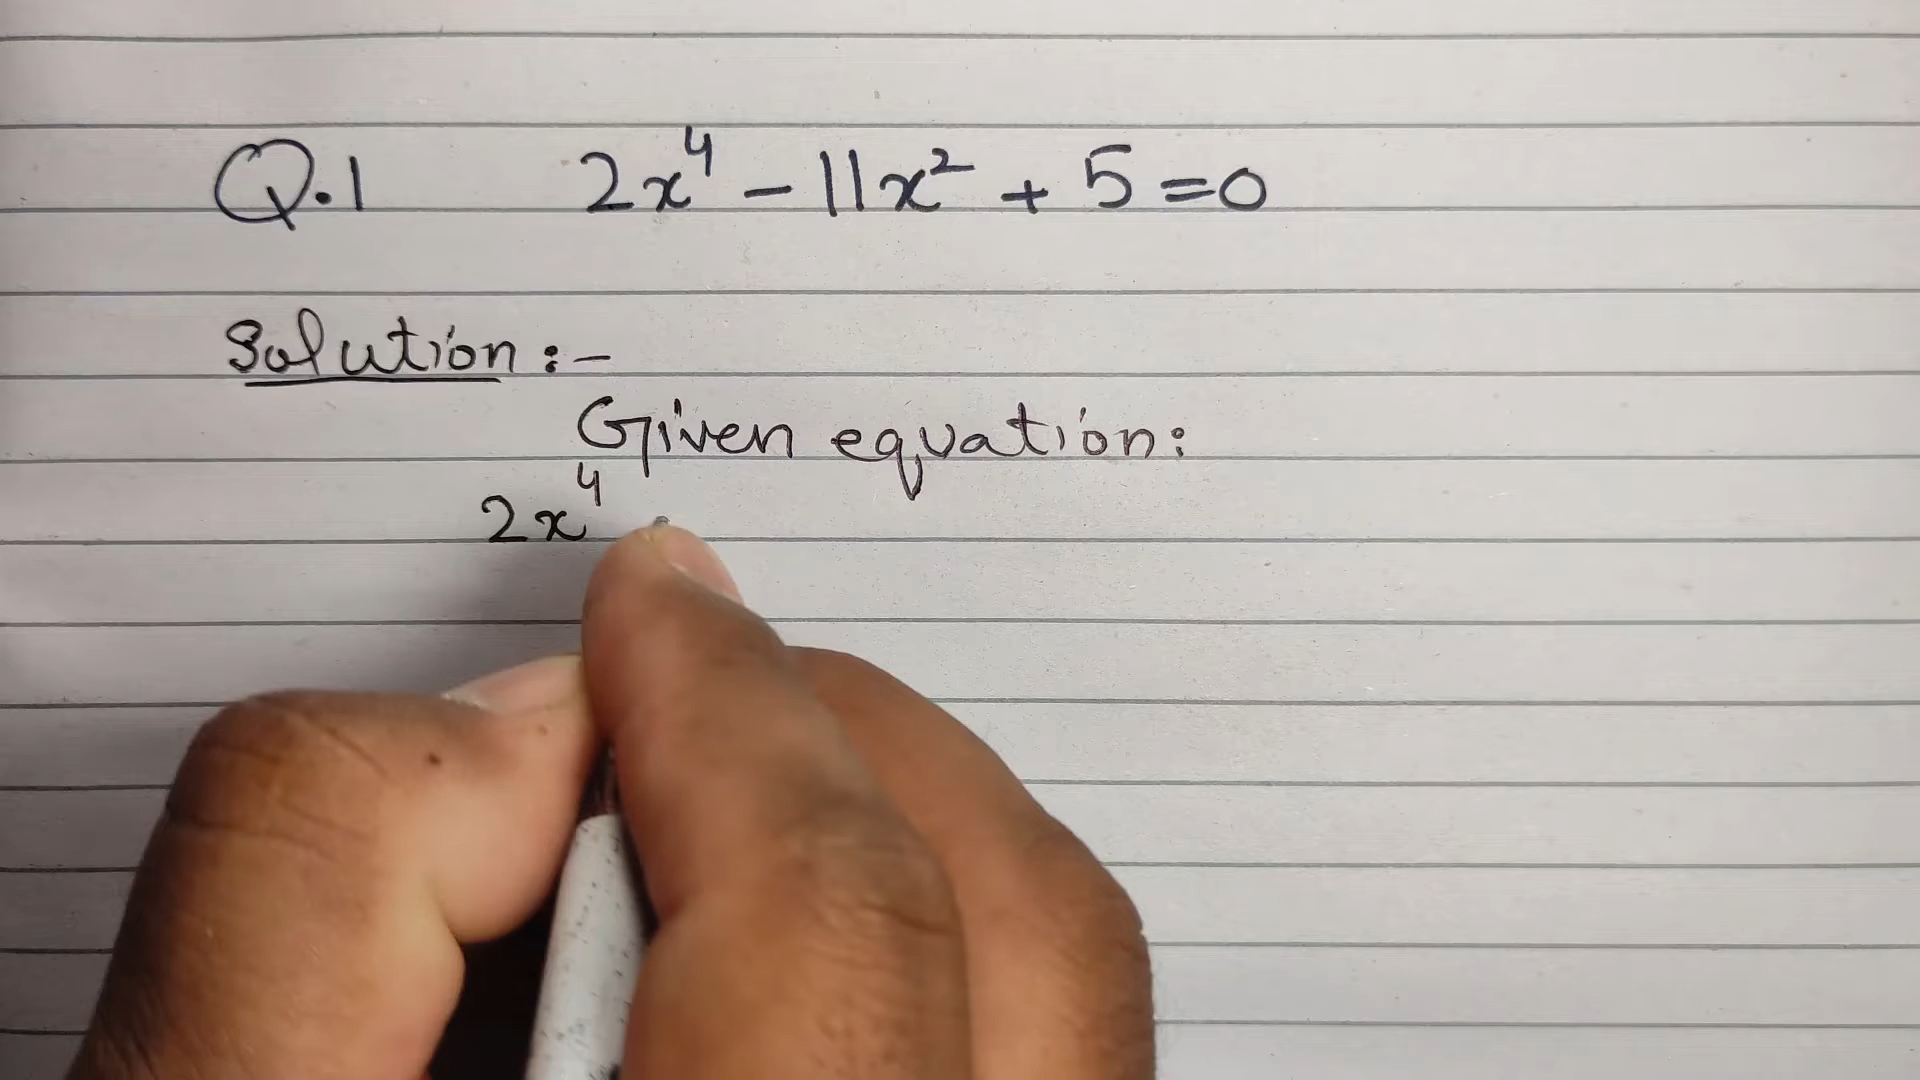 Q.1 2x⁴ - 11x² + 5 = 0
Solution :-
Given equation:
2x⁴